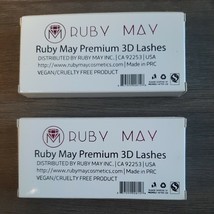 RUBY MAY
Ruby May Premium 3D Lashes
DISTRIBUTED BY RUBY MAY INC. | CA 92253 | USA
http://www.rubymaycosmetics.com | Made in PRC
VEGAN/CRUELTY FREE PRODUCT
RUBY MAY
Ruby May Premium 3D Lashes
DISTRIBUTED BY RUBY MAY INC. | CA 92253 | USA
http://www.rubymaycosmetics.com | Made in PRC
VEGAN/CRUELTY FREE PRODUCT